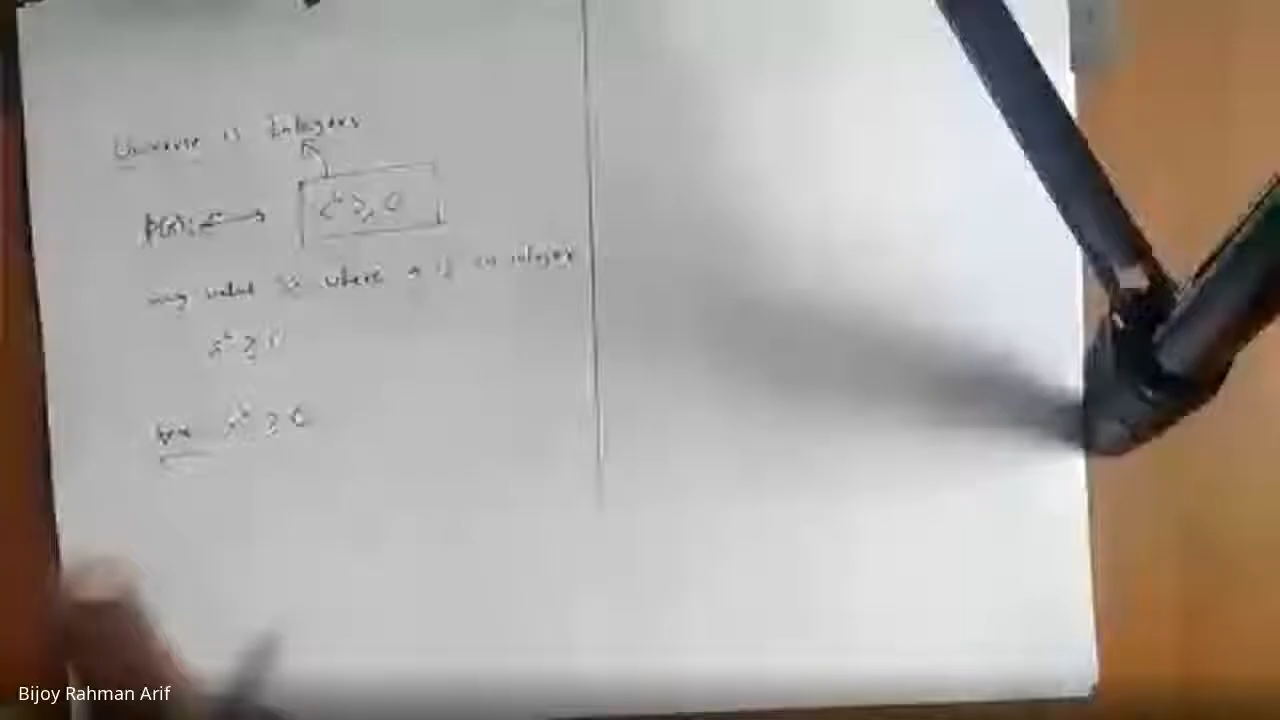 Universe is Integers
P(x): x² ≥ 0
any value x where x is an integer
x² ≥ 0
∀x x² ≥ 0
Bijoy Rahman Arif